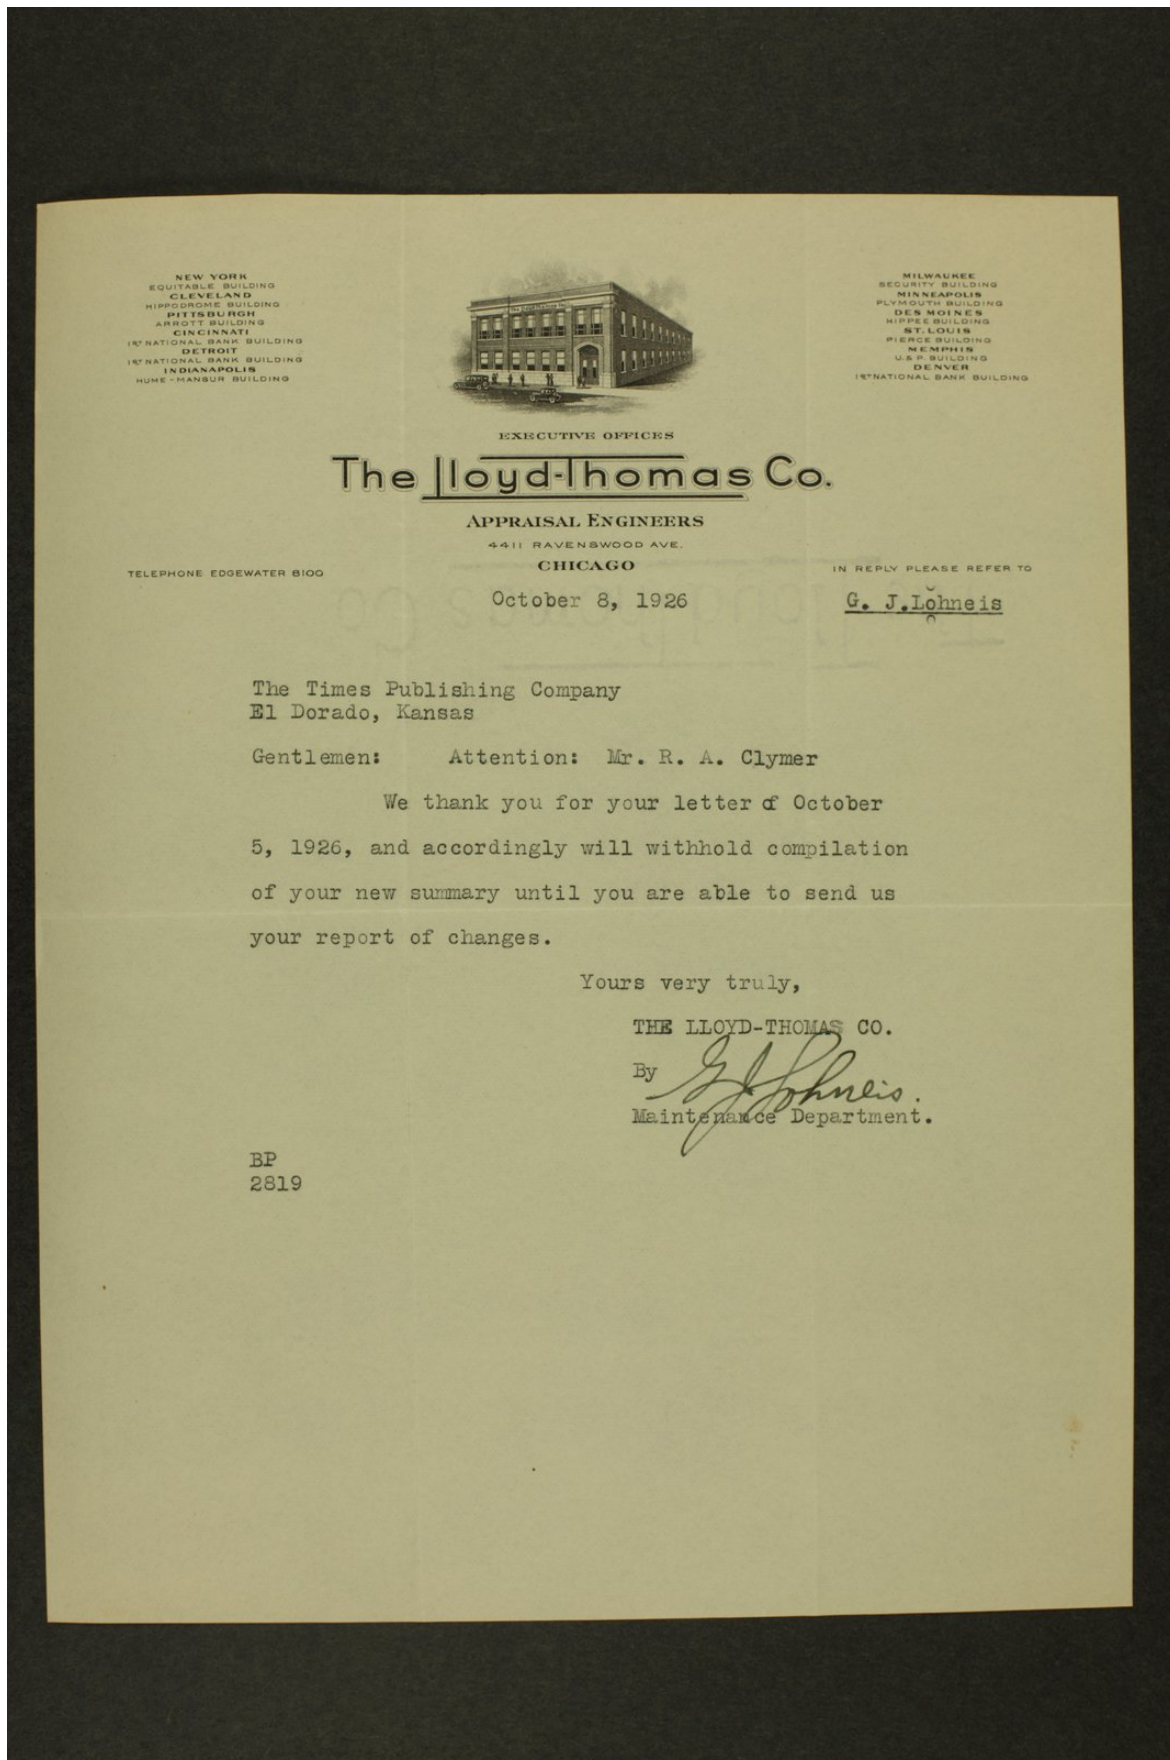 NEW YORK
EQUITABLE BUILDING
CLEVELAND
HIPPODROME BUILDING
PITTSBURGH
ARROTT BUILDING
CINCINNATI
1ST NATIONAL BANK BUILDING
DETROIT
1ST NATIONAL BANK BUILDING
INDIANAPOLIS
HUME-MANSUR BUILDING
MILWAUKEE
SECURITY BUILDING
MINNEAPOLIS
PLYMOUTH BUILDING
DES MOINES
HIPPEE BUILDING
ST. LOUIS
PIERCE BUILDING
MEMPHIS
U. & P. BUILDING
DENVER
1ST NATIONAL BANK BUILDING
EXECUTIVE OFFICES
The Lloyd-Thomas Co.
APPRAISAL ENGINEERS
4411 RAVENSWOOD AVE.
CHICAGO
TELEPHONE EDGEWATER 8100
IN REPLY PLEASE REFER TO
October 8, 1926
G. J.Lohneis
The Times Publishing Company
El Dorado, Kansas
Gentlemen: Attention: Mr. R. A. Clymer
We thank you for your letter of October
5, 1926, and accordingly will withhold compilation
of your new summary until you are able to send us
your report of changes.
Yours very truly,
THE LLOYD-THOMAS CO.
By G J Lohneis.
Maintenance Department.
BP
2819